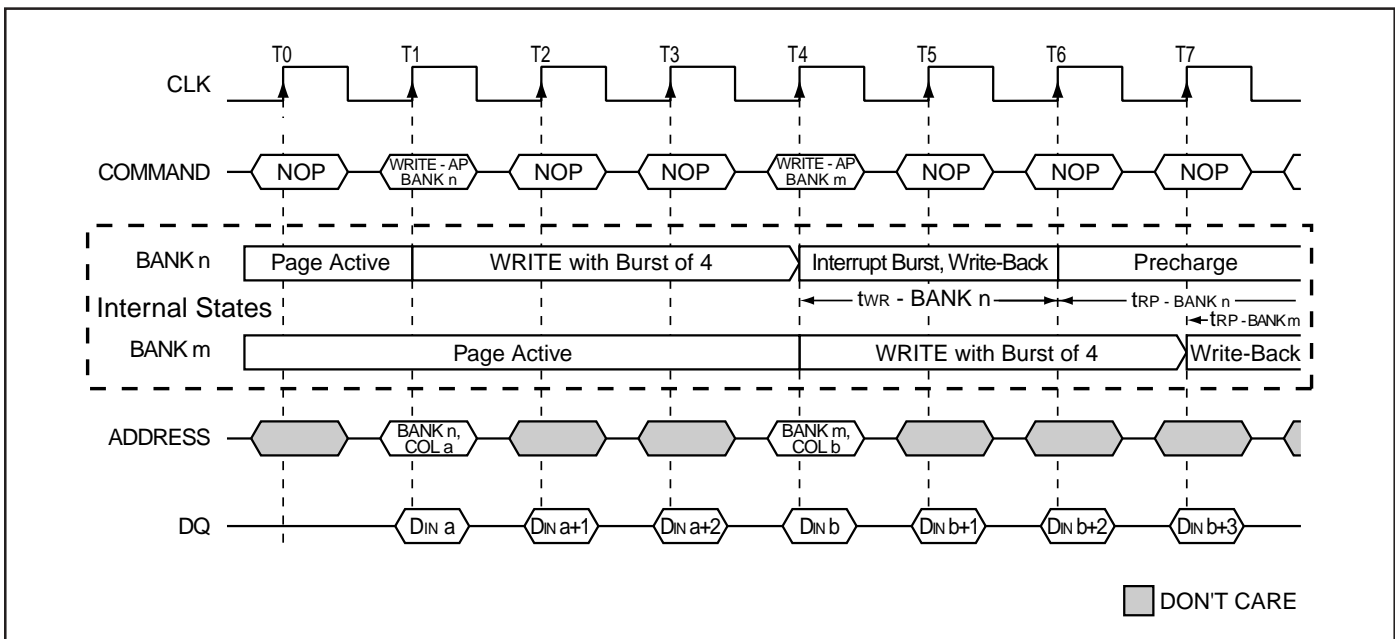 T0 T1 T2 T3 T4 T5 T6 T7
CLK
COMMAND NOP WRITE - AP BANK n NOP NOP WRITE - AP BANK m NOP NOP NOP
BANK n Page Active WRITE with Burst of 4 Interrupt Burst, Write-Back Precharge
tWR - BANK n tRP - BANK n
Internal States
tRP - BANK m
BANK m Page Active WRITE with Burst of 4 Write-Back
ADDRESS BANK n, COL a BANK m, COL b
DQ DIN a DIN a+1 DIN a+2 DIN b DIN b+1 DIN b+2 DIN b+3
DON'T CARE